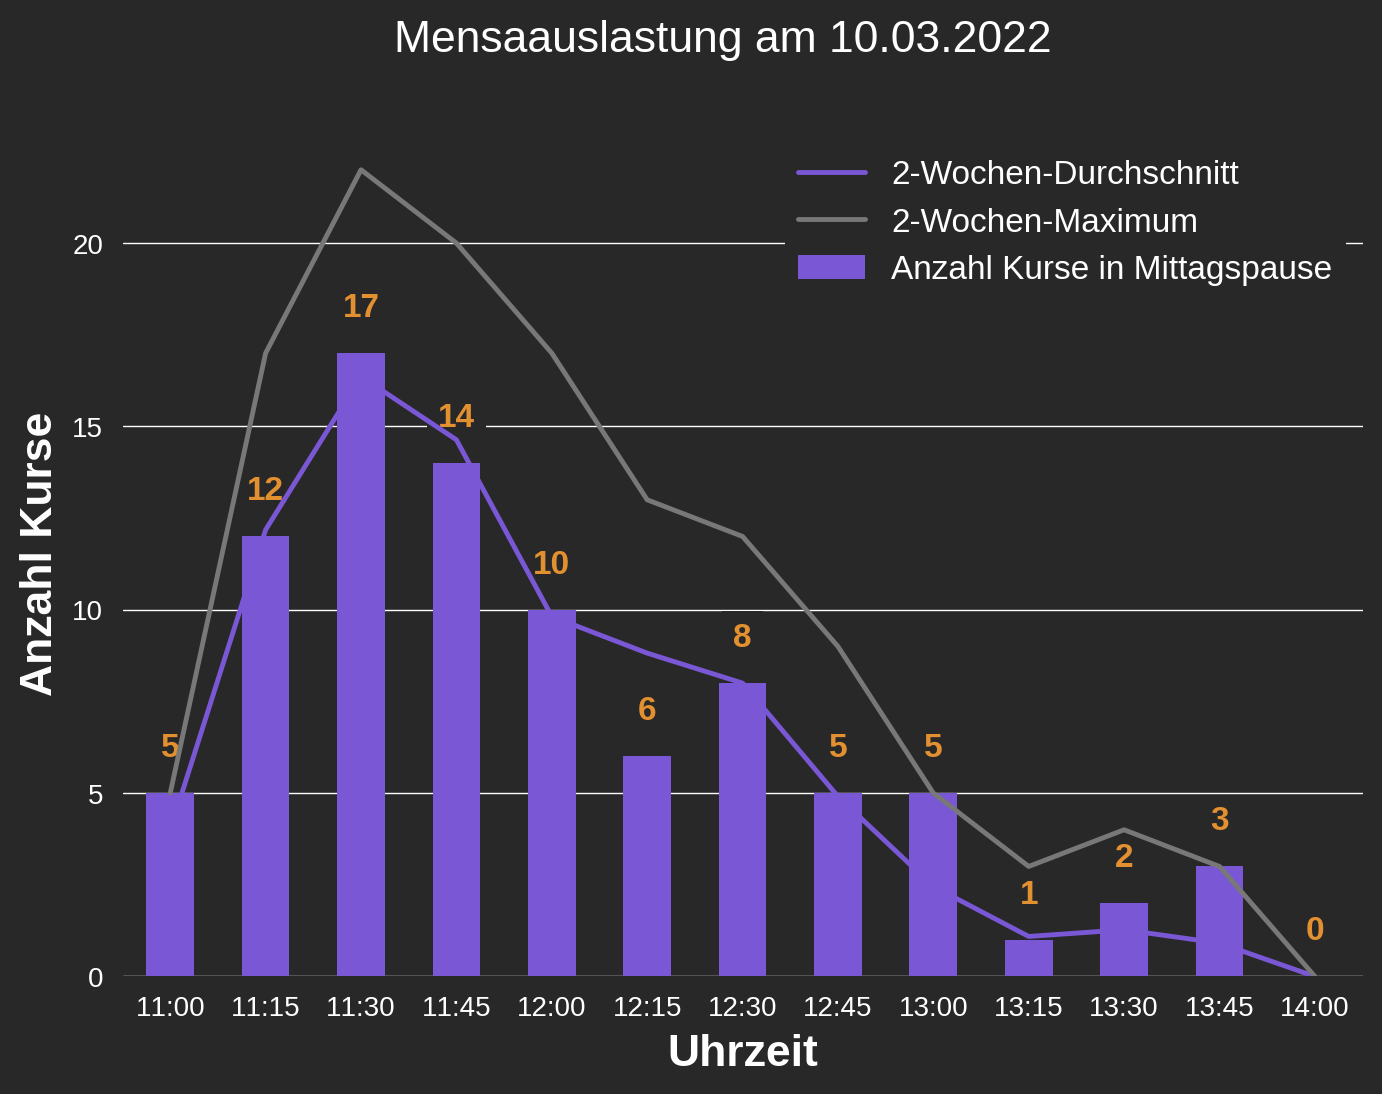 Mensaauslastung am 10.03.2022
2-Wochen-Durchschnitt
2-Wochen-Maximum
Anzahl Kurse in Mittagspause
Anzahl Kurse
20
15
10
5
0
5
12
17
14
10
6
8
5
5
1
2
3
0
11:00 11:15 11:30 11:45 12:00 12:15 12:30 12:45 13:00 13:15 13:30 13:45 14:00
Uhrzeit